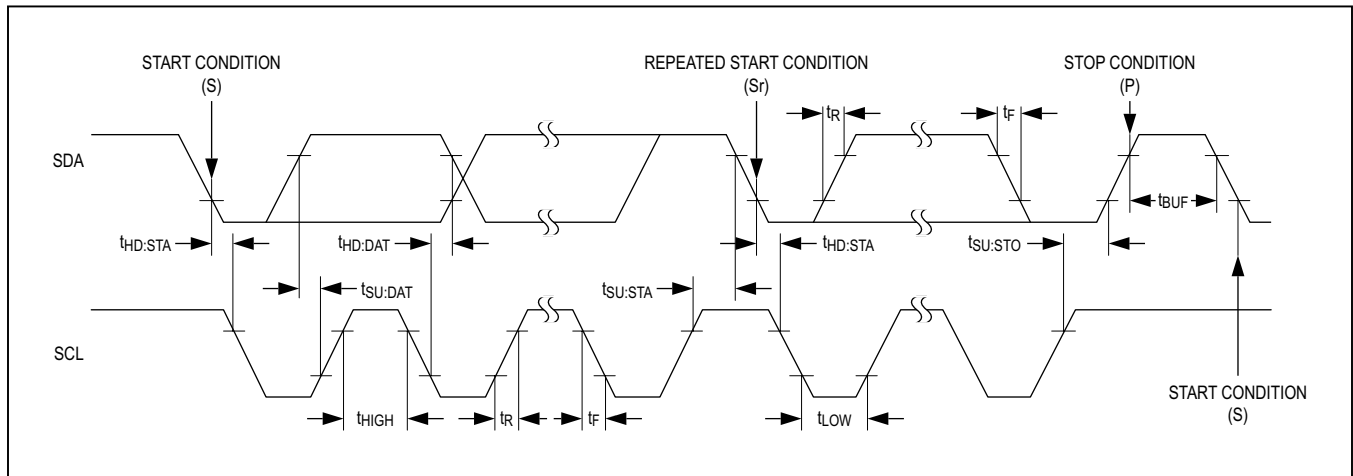 START CONDITION
(S)
REPEATED START CONDITION
(Sr)
STOP CONDITION
(P)
tR
tF
SDA
tBUF
tHD:STA
tHD:DAT
tHD:STA
tSU:STO
tSU:DAT
tSU:STA
SCL
tHIGH
tR
tF
tLOW
START CONDITION
(S)